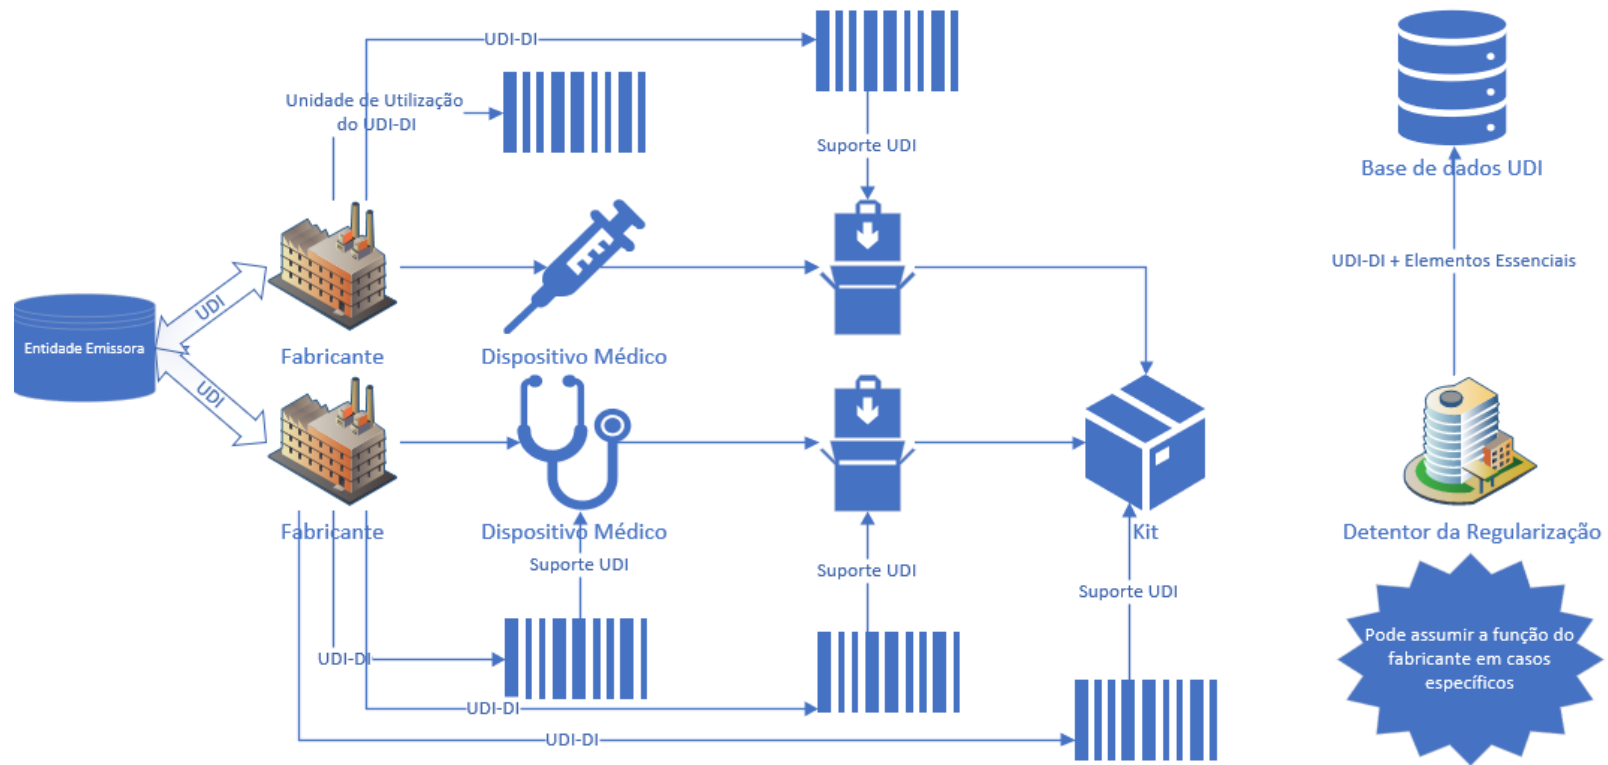 UDI-DI
Unidade de Utilização
do UDI-DI
Suporte UDI
Base de dados UDI
UDI-DI + Elementos Essenciais
UDI
Entidade Emissora
UDI
Fabricante
Dispositivo Médico
Fabricante
Dispositivo Médico
Kit
Detentor da Regularização
Suporte UDI
Suporte UDI
Suporte UDI
Pode assumir a função do
fabricante em casos
específicos
UDI-DI
UDI-DI
UDI-DI